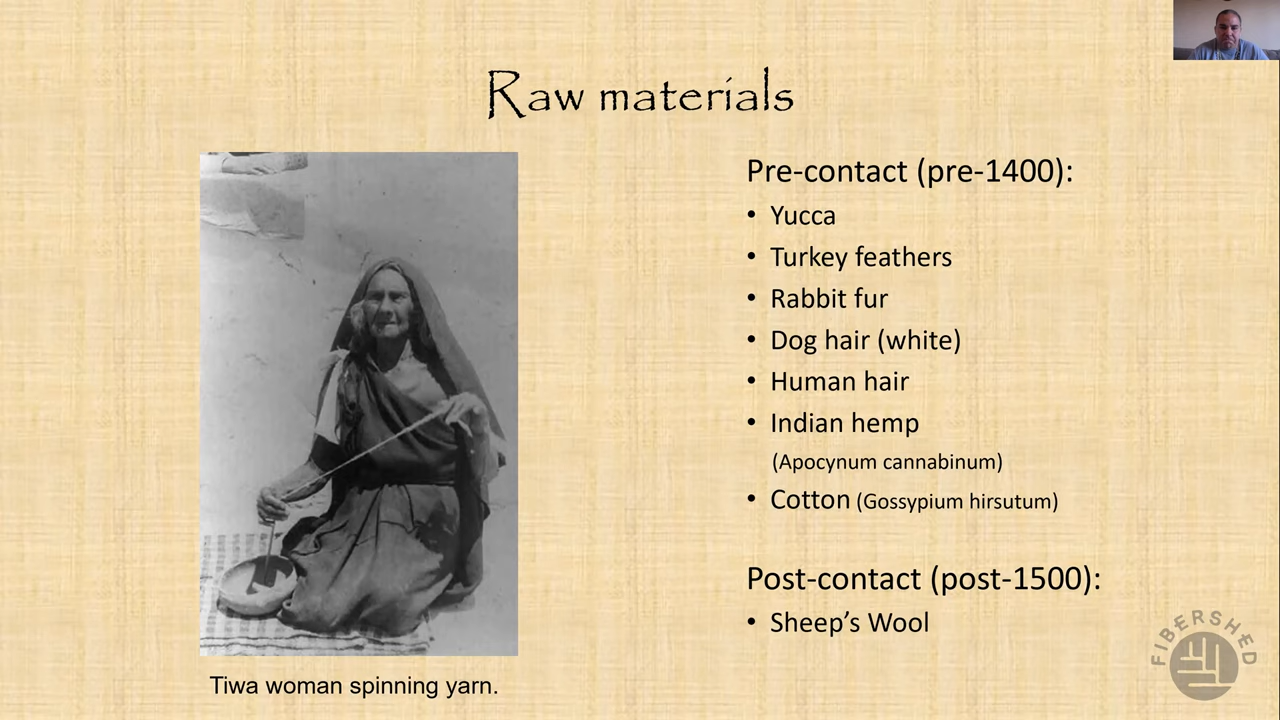 Raw materials
Pre-contact (pre-1400):
• Yucca
• Turkey feathers
• Rabbit fur
• Dog hair (white)
• Human hair
• Indian hemp
(Apocynum cannabinum)
• Cotton (Gossypium hirsutum)
Post-contact (post-1500):
• Sheep’s Wool
Tiwa woman spinning yarn.
FIBERSHED